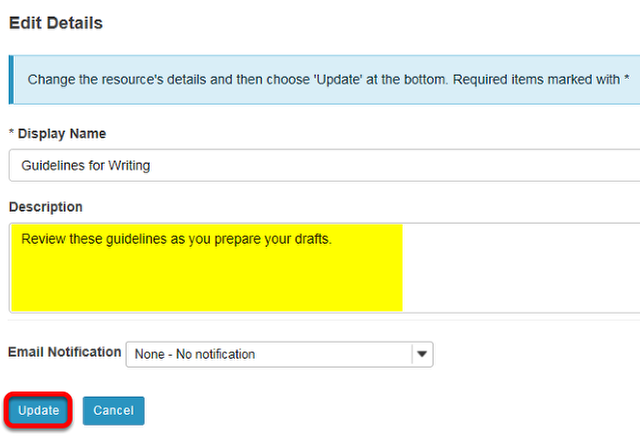 Edit Details
Change the resource's details and then choose 'Update' at the bottom. Required items marked with *
* Display Name
Guidelines for Writing
Description
Review these guidelines as you prepare your drafts.
Email Notification None - No notification
Update Cancel